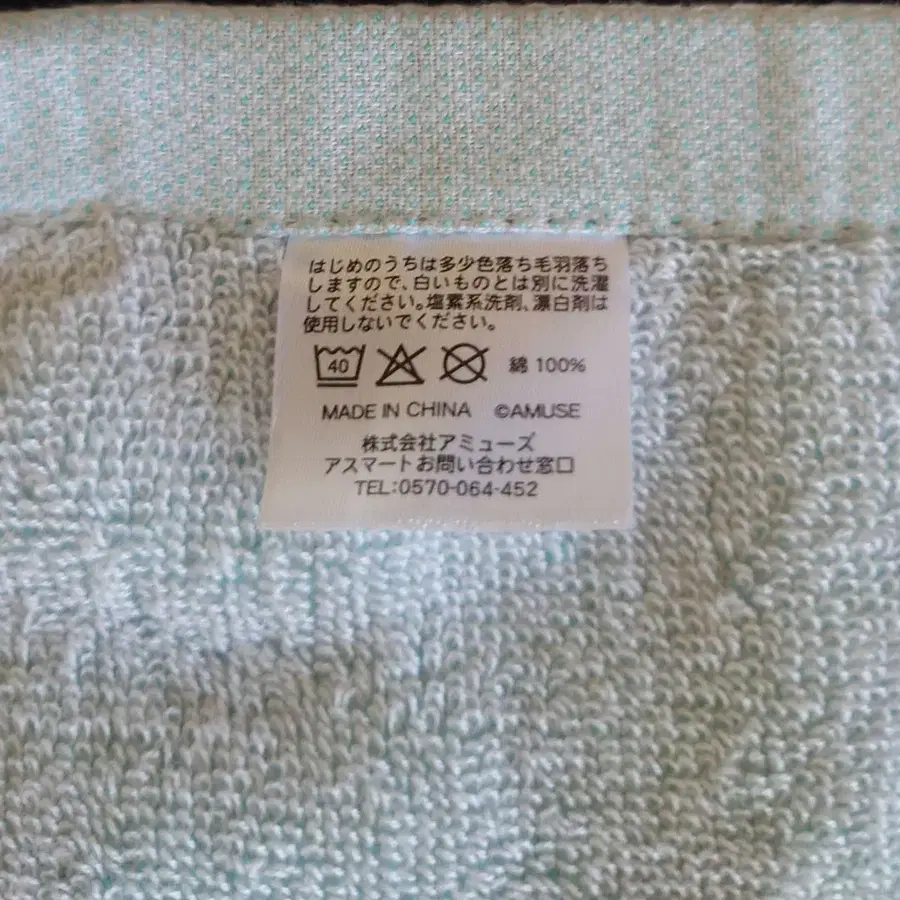 はじめのうちは多少色落ち毛羽落ち
しますので、白いものとは別に洗濯
してください。塩素系洗剤、漂白剤は
使用しないでください。
40 綿 100%
MADE IN CHINA ©AMUSE
株式会社アミューズ
アスマートお問い合わせ窓口
TEL:0570-064-452